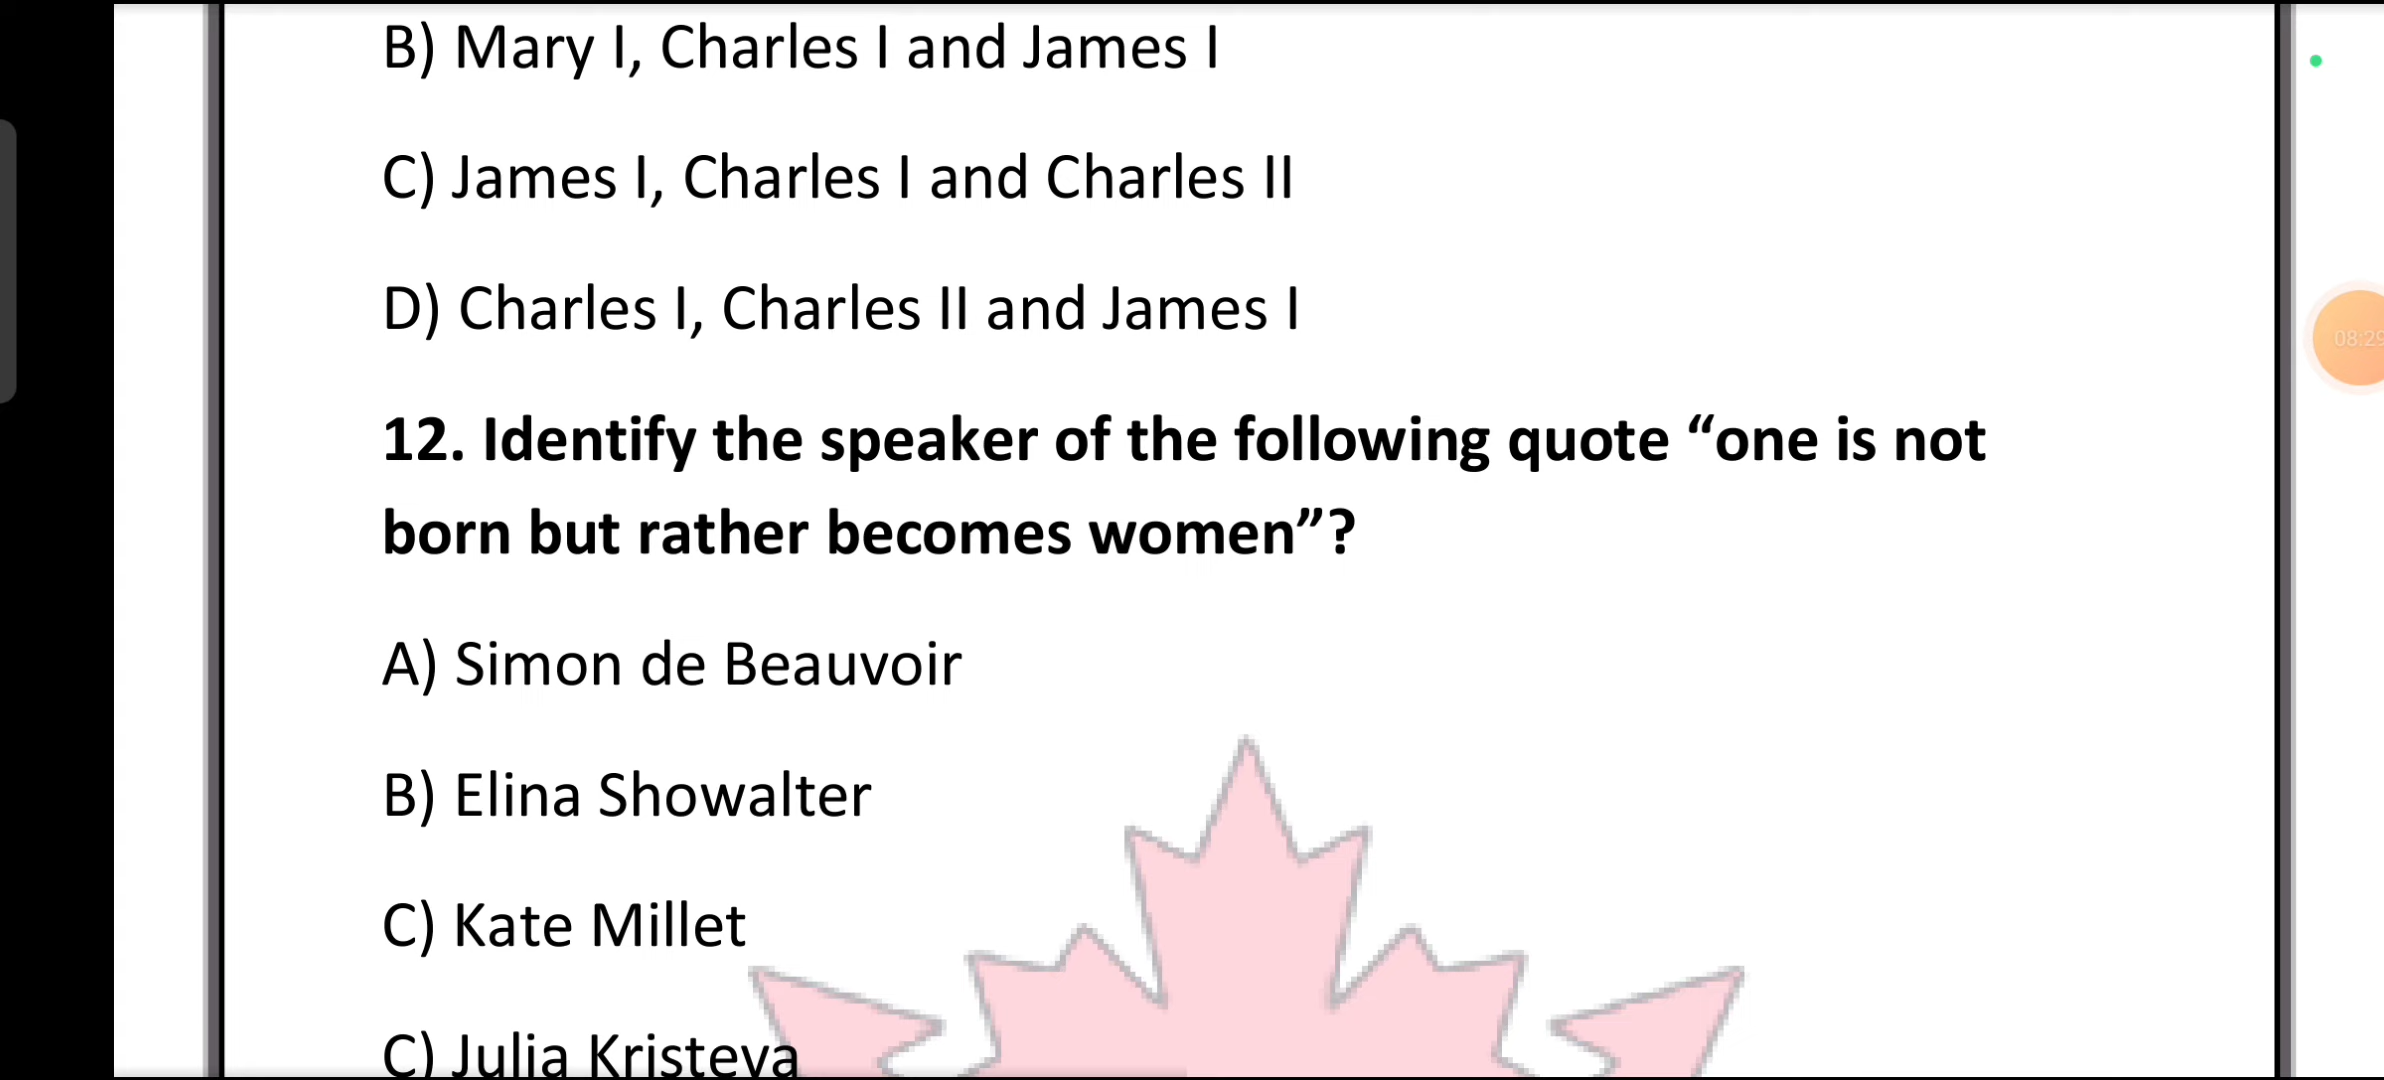 B) Mary I, Charles I and James I
C) James I, Charles I and Charles II
D) Charles I, Charles II and James I
12. Identify the speaker of the following quote “one is not
born but rather becomes women”?
A) Simon de Beauvoir
B) Elina Showalter
C) Kate Millet
C) Julia Kristeva
08:29